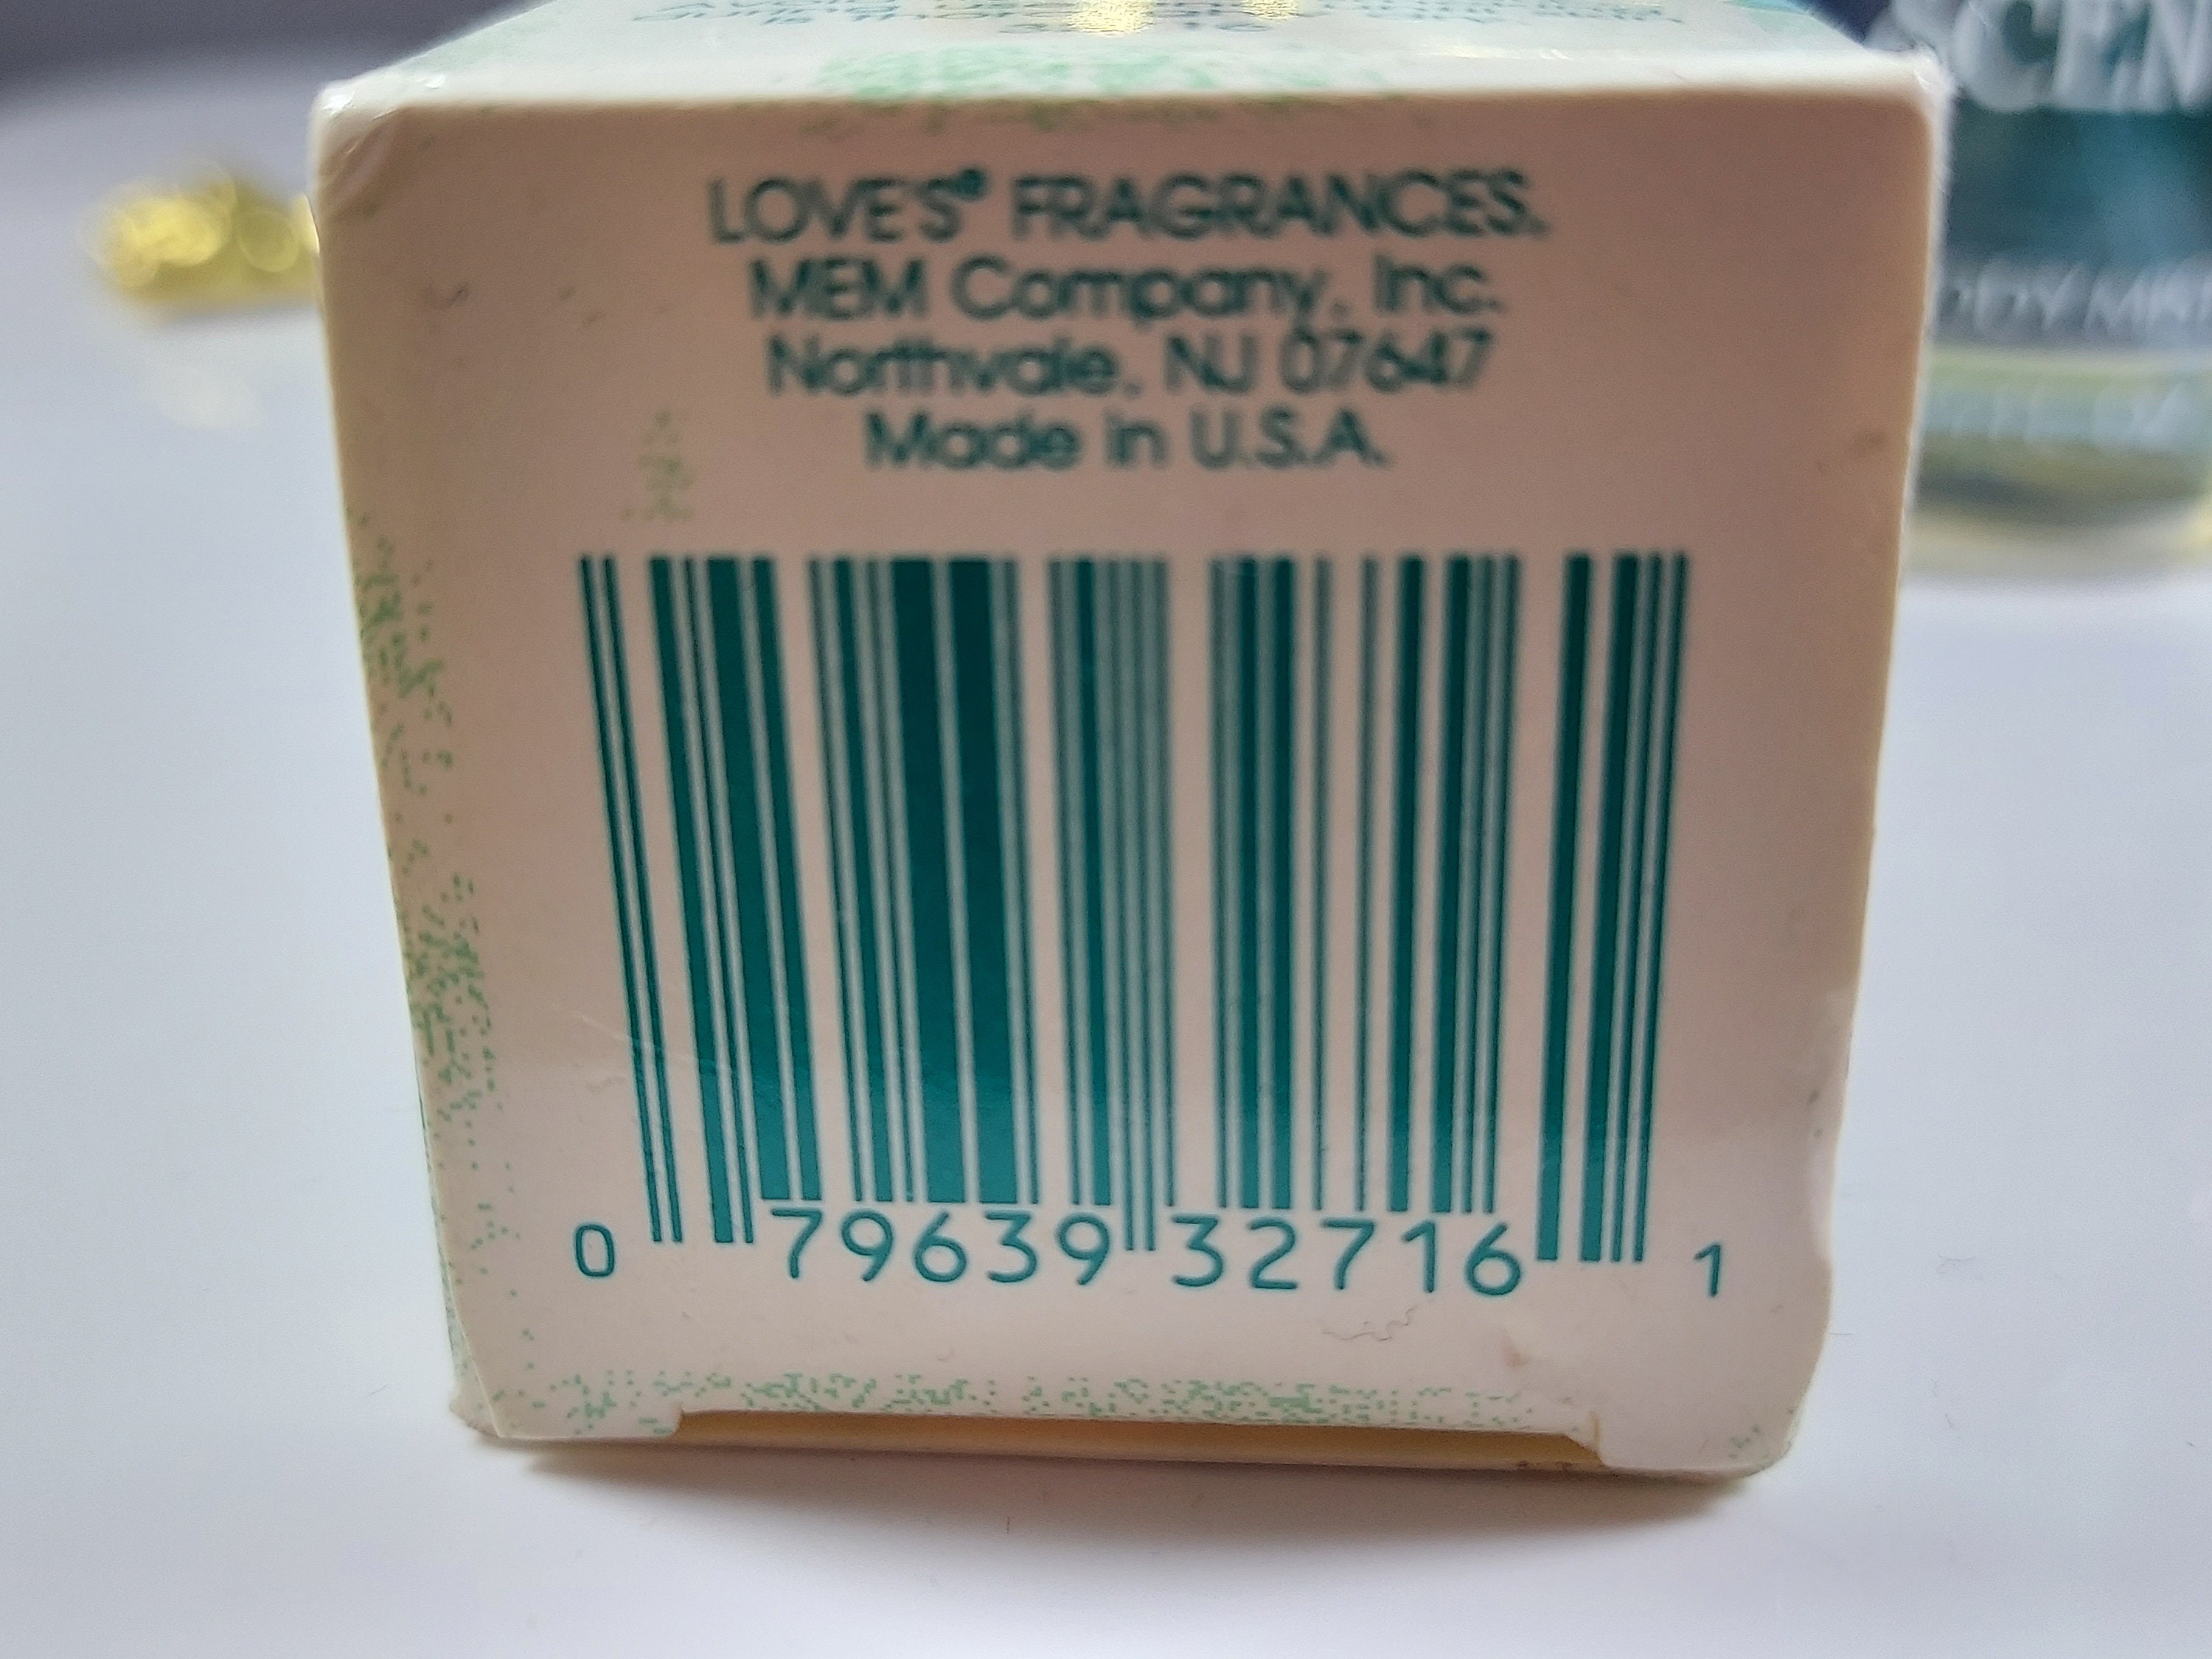 LOVE'S® FRAGRANCES.
MEM Company, Inc.
Northvale, NJ 07647
Made in U.S.A.
0 79639 32716 1